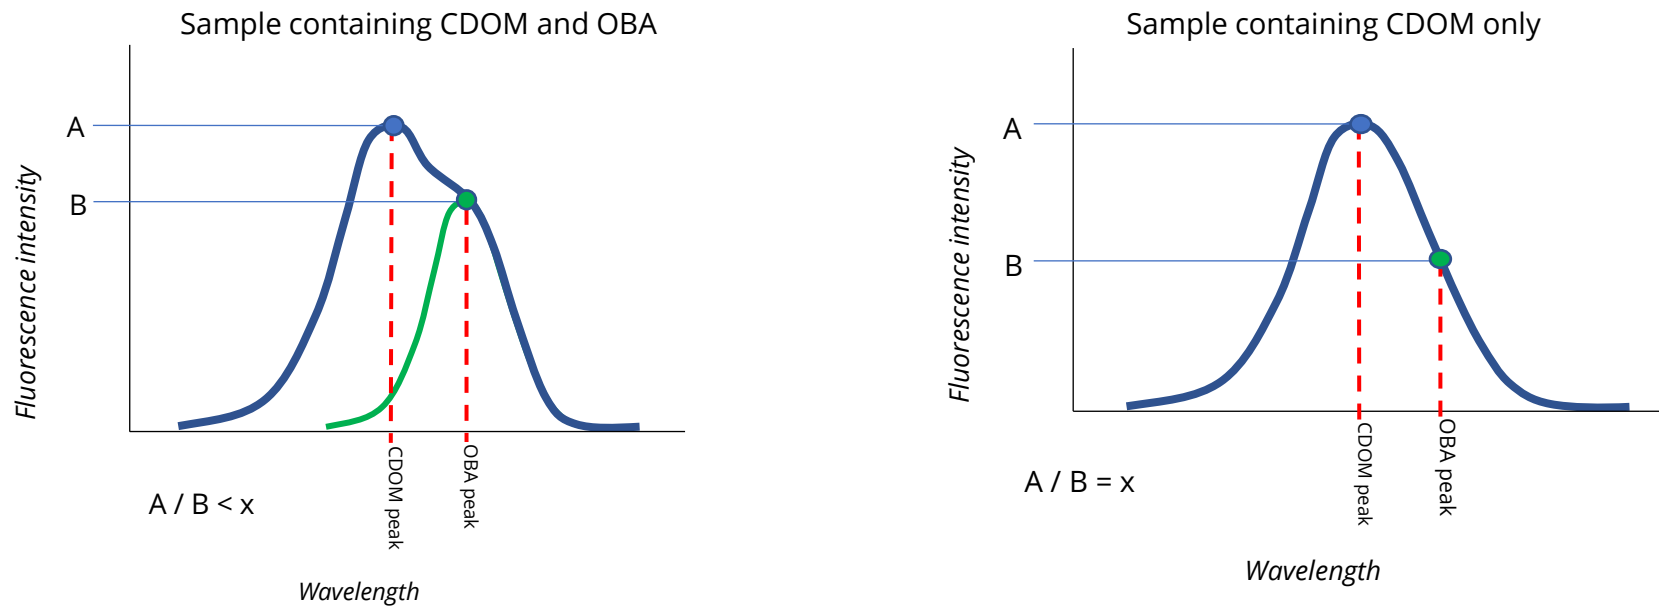 Sample containing CDOM and OBA
A
B
Fluorescence intensity
CDOM peak
OBA peak
A / B < x
Wavelength
Sample containing CDOM only
A
B
Fluorescence intensity
CDOM peak
OBA peak
A / B = x
Wavelength